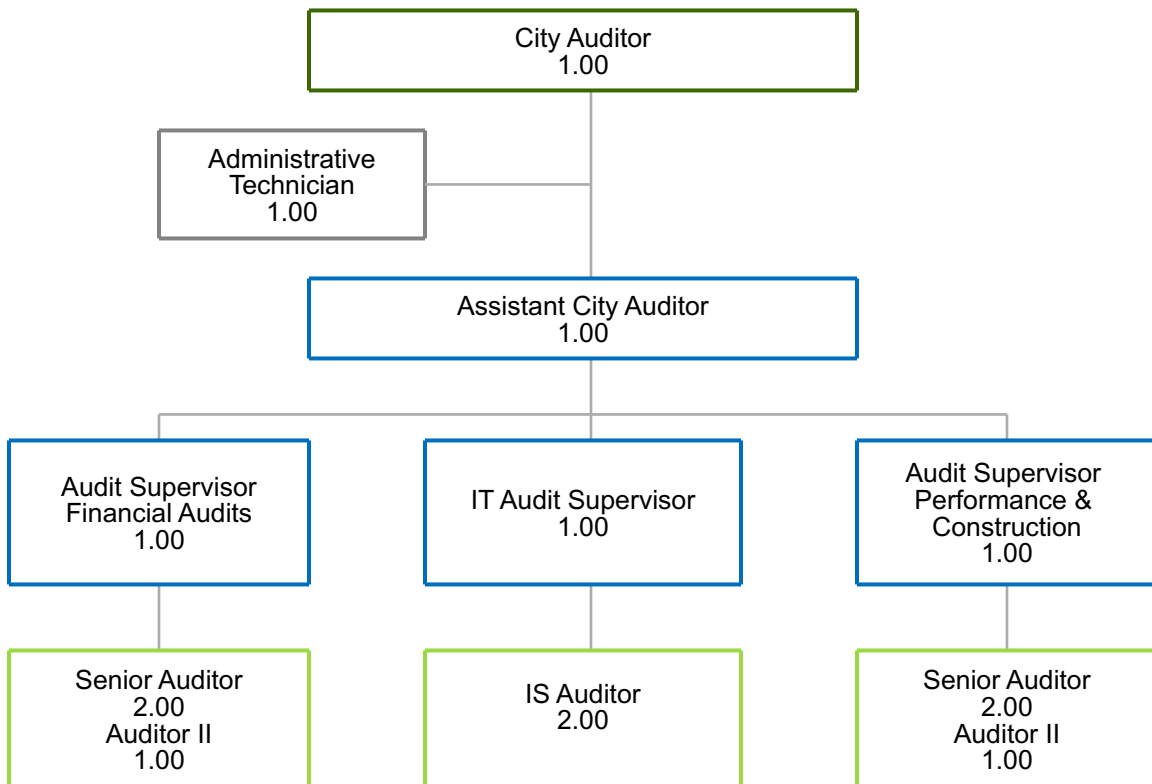 City Auditor
1.00
Administrative
Technician
1.00
Assistant City Auditor
1.00
Audit Supervisor
Financial Audits
1.00
IT Audit Supervisor
1.00
Audit Supervisor
Performance &
Construction
1.00
Senior Auditor
2.00
Auditor II
1.00
IS Auditor
2.00
Senior Auditor
2.00
Auditor II
1.00